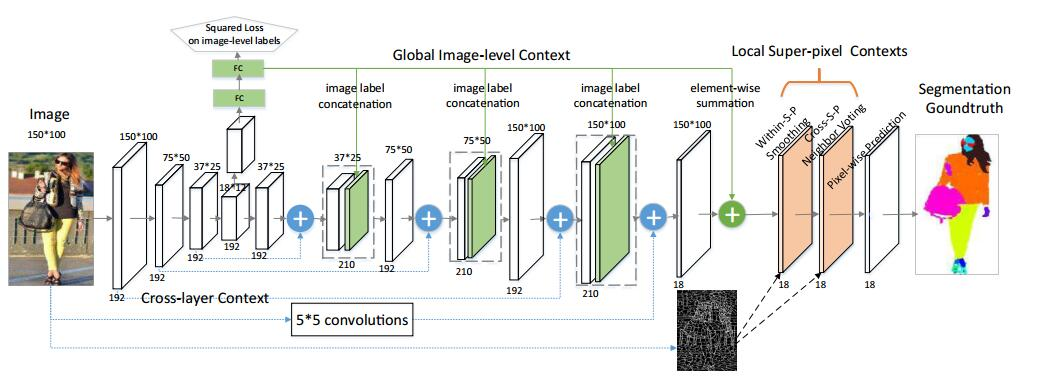 Squared Loss
on image-level labels
FC
FC
Global Image-level Context
Local Super-pixel Contexts
image label
concatenation
image label
concatenation
image label
concatenation
element-wise
summation
Segmentation
Goundtruth
Image
150*100
150*100
75*50
37*25
18*12
37*25
37*25
75*50
75*50
150*100
150*100
150*100
Within-S-P
Smoothing
Cross-S-P
Neighbor Voting
Pixel-wise Prediction
192
192
192
192
192
210
192
210
192
210
18
18
18
18
Cross-layer Context
5*5 convolutions